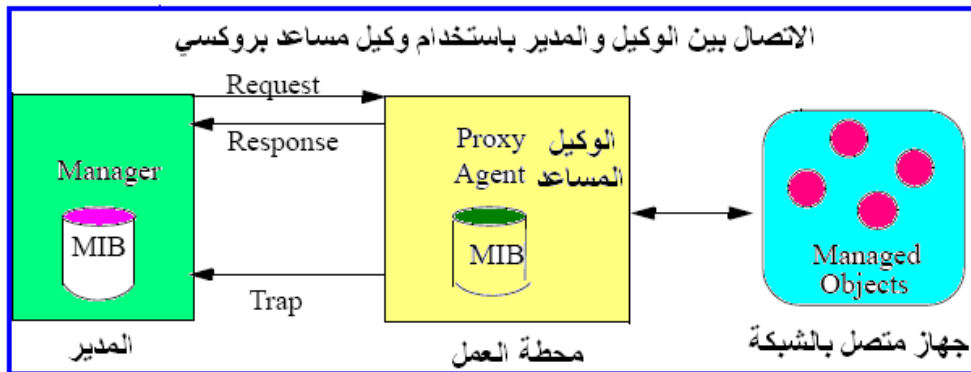 الاتصال بين الوكيل والمدير باستخدام وكيل مساعد بروكسي
Request
Response
Manager
MIB
Trap
Proxy
Agent
الوكيل
المساعد
MIB
Managed
Objects
المدير
محطة العمل
جهاز متصل بالشبكة